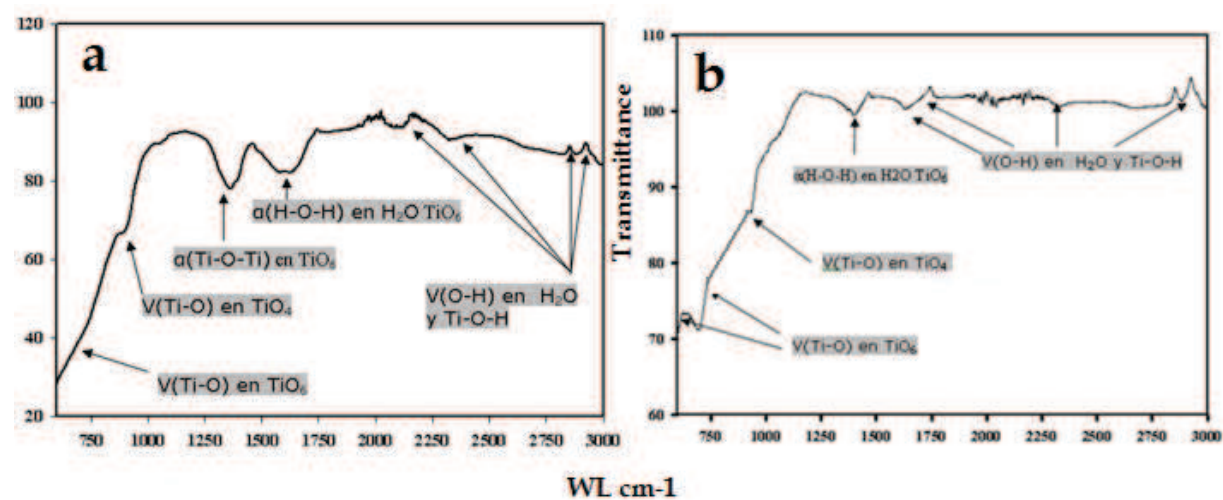 a
120
100
80
60
40
20
750 1000 1250 1500 1750 2000 2250 2500 2750 3000
α(H-O-H) en H₂O TiO₆
α(Ti-O-Ti) en TiO₆
V(Ti-O) en TiO₄
V(O-H) en H₂O
y Ti-O-H
V(Ti-O) en TiO₆
b
Transmittance
110
100
90
80
70
60
750 1000 1250 1500 1750 2000 2250 2500 2750 3000
α(H-O-H) en H2O TiO₆
V(O-H) en H₂O y Ti-O-H
V(Ti-O) en TiO₄
V(Ti-O) en TiO₆
WL cm-1